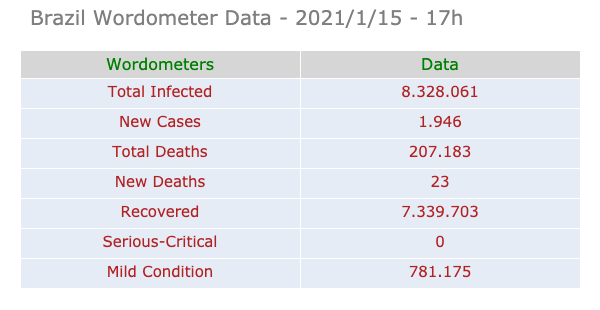 Brazil Wordometer Data - 2021/1/15 - 17h
Wordometers Data
Total Infected 8.328.061
New Cases 1.946
Total Deaths 207.183
New Deaths 23
Recovered 7.339.703
Serious-Critical 0
Mild Condition 781.175